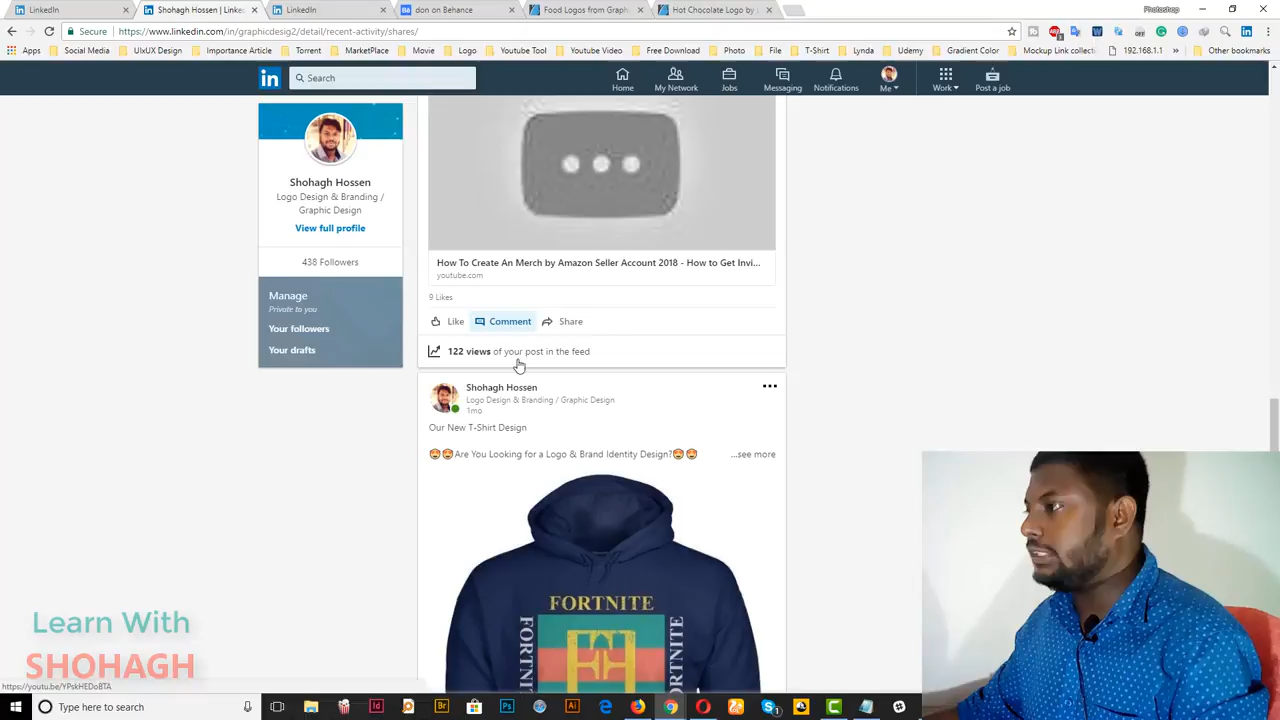 LinkedIn
Shohagh Hossen | Linke
LinkedIn
don on Behance
Food Logos from Graph
Hot Chocolate Logo by
Photoshop
Secure
https://www.linkedin.com/in/graphicdesig2/detail/recent-activity/shares/
Apps
Social Media
UIxUX Design
Importance Article
Torrent
MarketPlace
Movie
Logo
Youtube Tool
Youtube Video
Free Download
Photo
File
T-Shirt
Lynda
Udemy
Gradient Color
Mockup Link collecti
192.168.1.1
»
Other bookmarks
in
Search
Home
My Network
Jobs
Messaging
Notifications
Me
Work
Post a job
Shohagh Hossen
Logo Design & Branding /
Graphic Design
View full profile
438 Followers
Manage
Private to you
Your followers
Your drafts
How To Create An Merch by Amazon Seller Account 2018 - How to Get Invi...
youtube.com
9 Likes
Like
Comment
Share
122 views of your post in the feed
Shohagh Hossen
Logo Design & Branding / Graphic Design
1mo
Our New T-Shirt Design
😍😍Are You Looking for a Logo & Brand Identity Design?😍😍
...see more
FORTNITE
FORTNI
FORTNITE
Learn With
SHOHAGH
https://youtu.be/YPskHEDoBTA
Type here to search